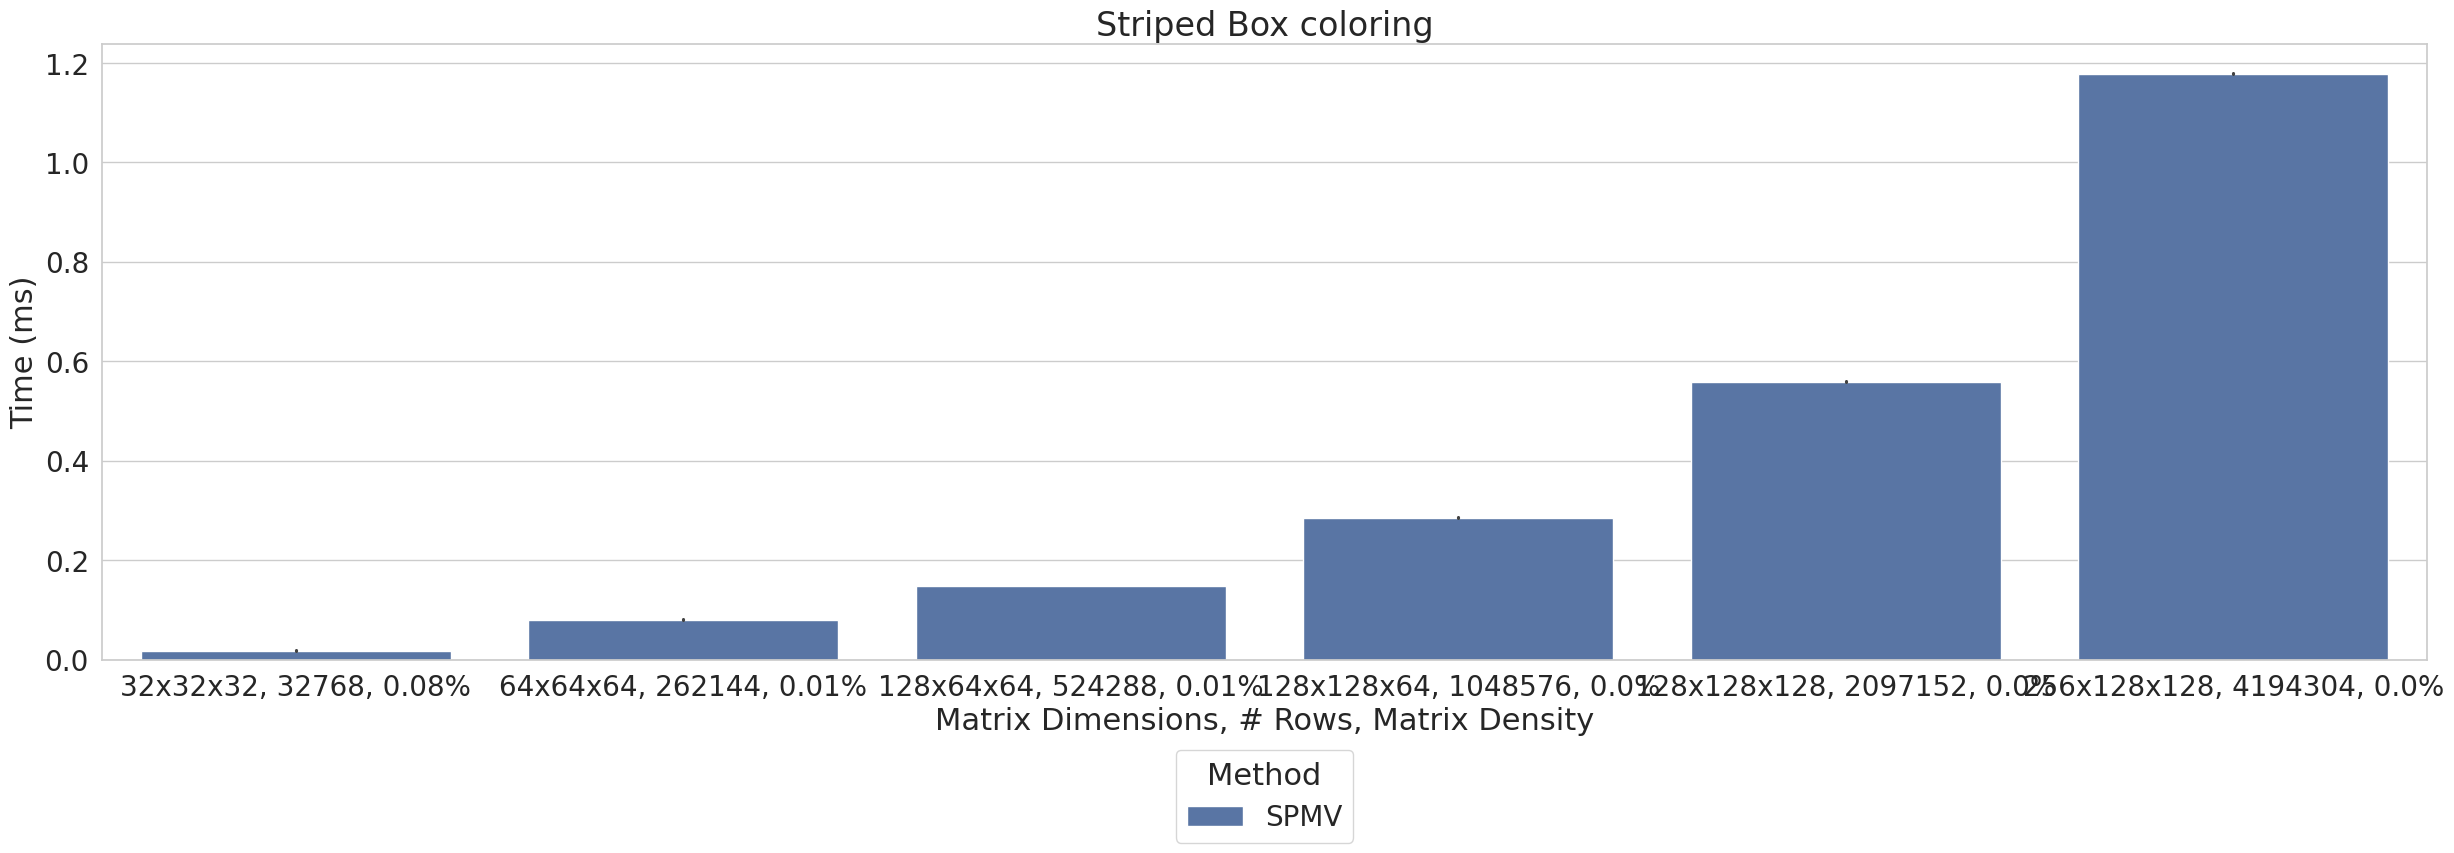 Striped Box coloring
1.2
1.0
0.8
0.6
0.4
0.2
0.0
Time (ms)
32x32x32, 32768, 0.08%
64x64x64, 262144, 0.01%
128x64x64, 524288, 0.01%
128x128x64, 1048576, 0.0%
128x128x128, 2097152, 0.0%
256x128x128, 4194304, 0.0%
Matrix Dimensions, # Rows, Matrix Density
Method
SPMV